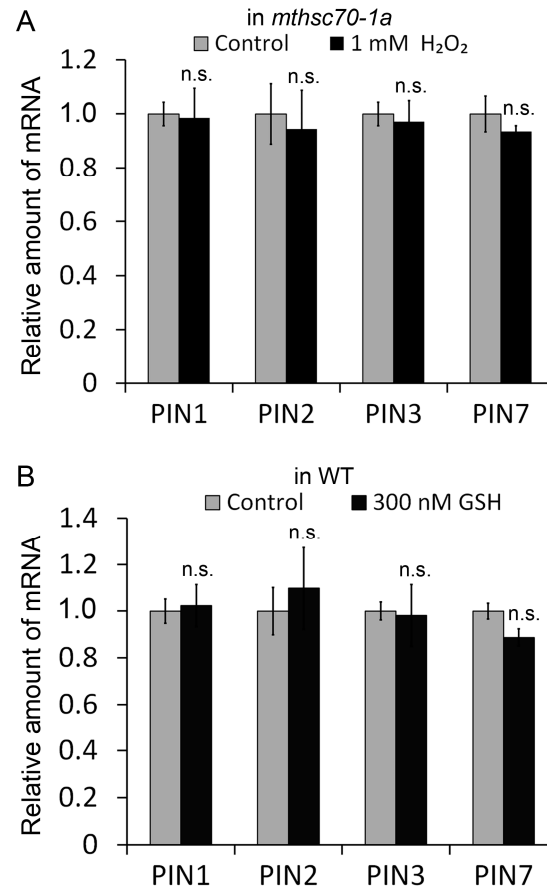 A
in mthsc70-1a
Control 1 mM H₂O₂
Relative amount of mRNA
1.2
1.0
0.8
0.6
0.4
0.2
0
n.s. n.s. n.s. n.s.
PIN1 PIN2 PIN3 PIN7
B
in WT
Control 300 nM GSH
Relative amount of mRNA
1.4
1.2
1.0
0.8
0.6
0.4
0.2
0
n.s. n.s. n.s. n.s.
PIN1 PIN2 PIN3 PIN7